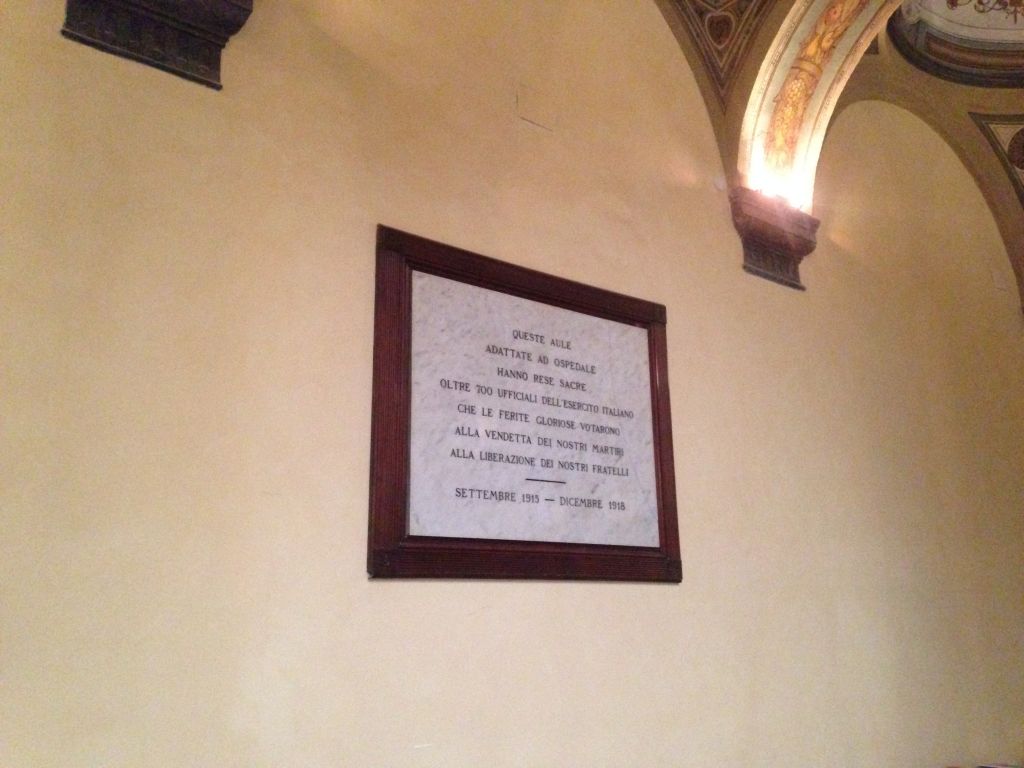 QUESTE AULE
ADATTATE AD OSPEDALE
HANNO RESE SACRE
OLTRE 700 UFFICIALI DELL'ESERCITO ITALIANO
CHE LE FERITE GLORIOSE VOTARONO
ALLA VENDETTA DEI NOSTRI MARTIRI
ALLA LIBERAZIONE DEI NOSTRI FRATELLI
SETTEMBRE 1915 — DICEMBRE 1918